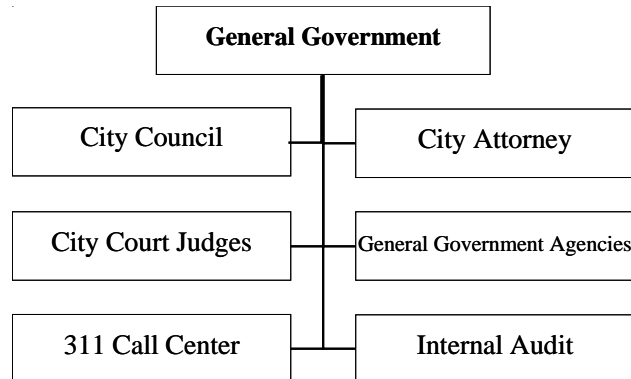 General Government
City Council
City Attorney
City Court Judges
General Government Agencies
311 Call Center
Internal Audit